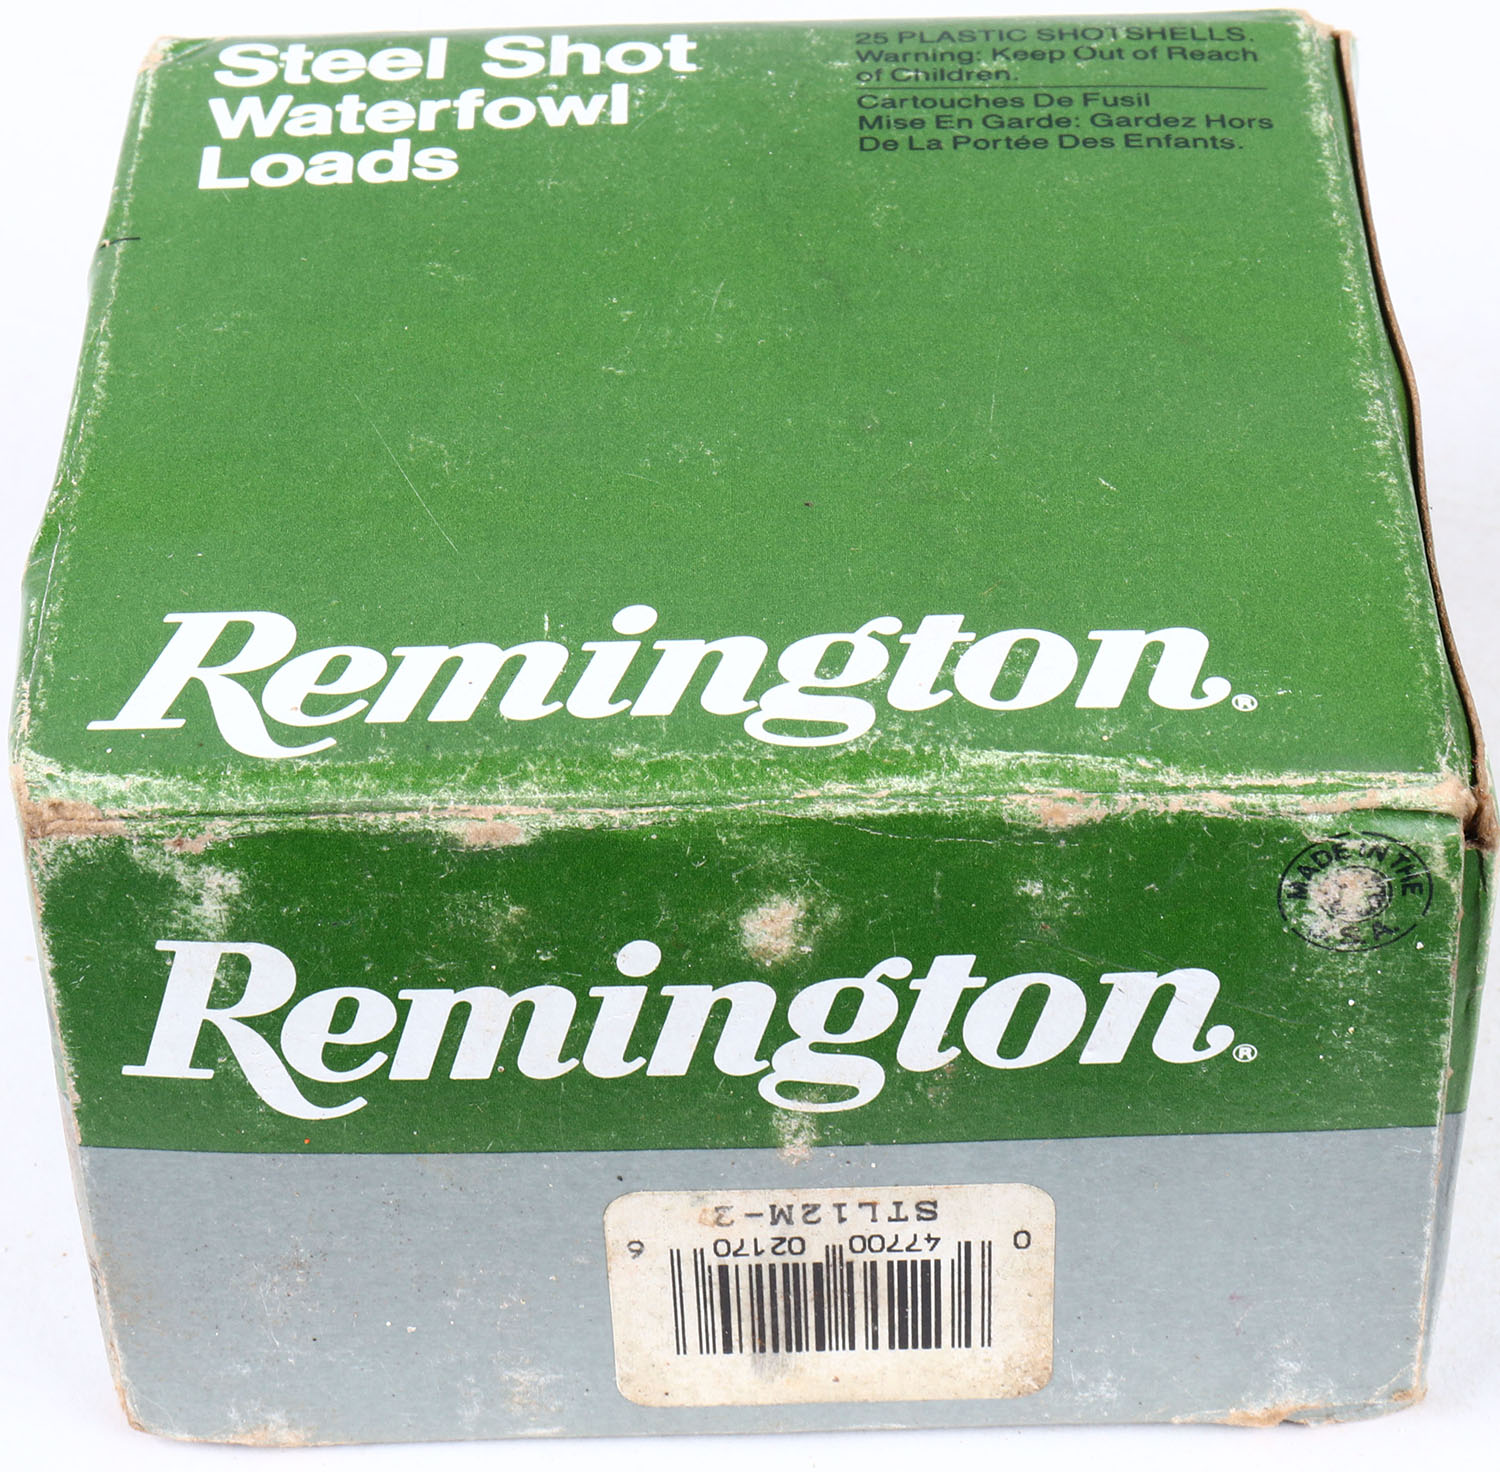 Steel Shot
Waterfowl
Loads
25 PLASTIC SHOTSHELLS.
Warning: Keep Out of Reach
of Children.
Cartouches De Fusil
Mise En Garde: Gardez Hors
De La Portée Des Enfants.
Remington®
Remington®
MADE IN THE
S.A.
STL12M-3
0 47700 02170 6